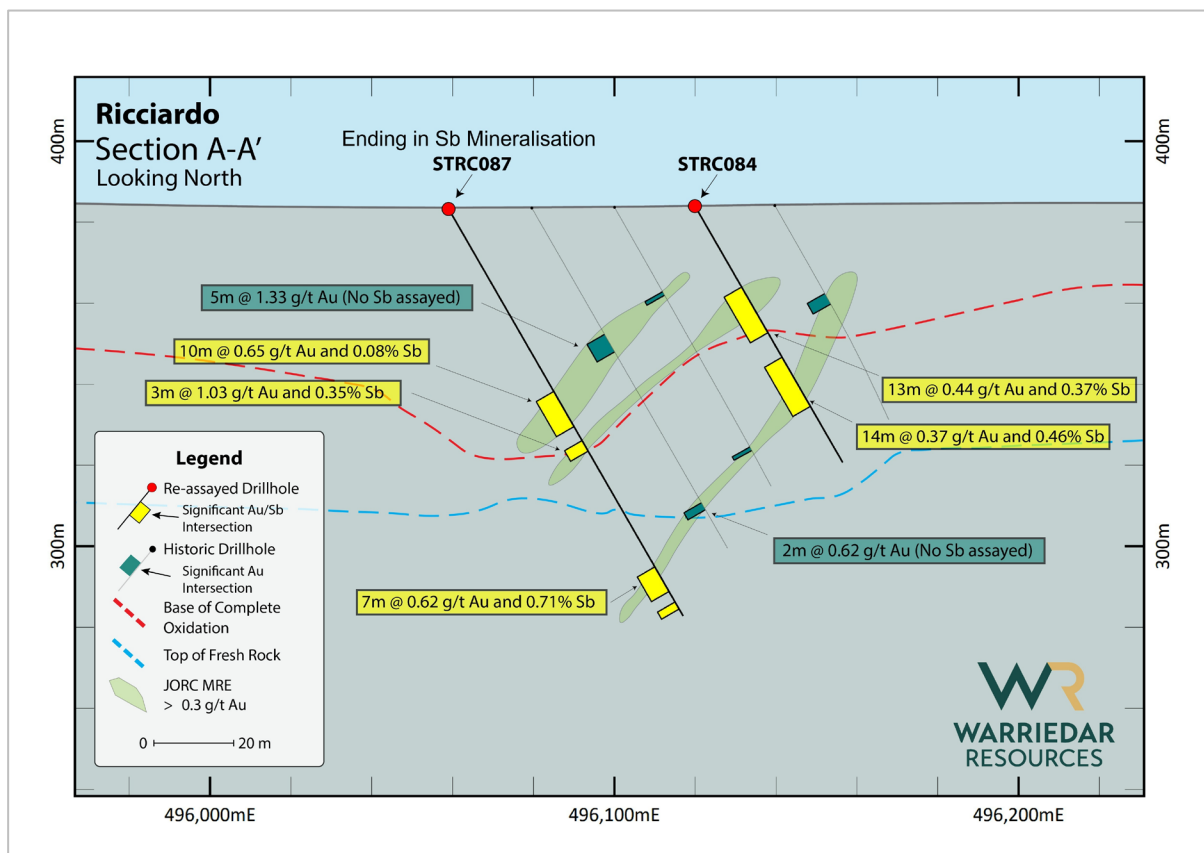 Ricciardo
Section A-A'
Looking North
Ending in Sb Mineralisation
STRC087
STRC084
400m
400m
300m
300m
5m @ 1.33 g/t Au (No Sb assayed)
10m @ 0.65 g/t Au and 0.08% Sb
3m @ 1.03 g/t Au and 0.35% Sb
13m @ 0.44 g/t Au and 0.37% Sb
14m @ 0.37 g/t Au and 0.46% Sb
2m @ 0.62 g/t Au (No Sb assayed)
7m @ 0.62 g/t Au and 0.71% Sb
Legend
Re-assayed Drillhole
Significant Au/Sb
Intersection
Historic Drillhole
Significant Au
Intersection
Base of Complete
Oxidation
Top of Fresh Rock
JORC MRE
> 0.3 g/t Au
0 20 m
WR
WARRIEDAR
RESOURCES
496,000mE
496,100mE
496,200mE